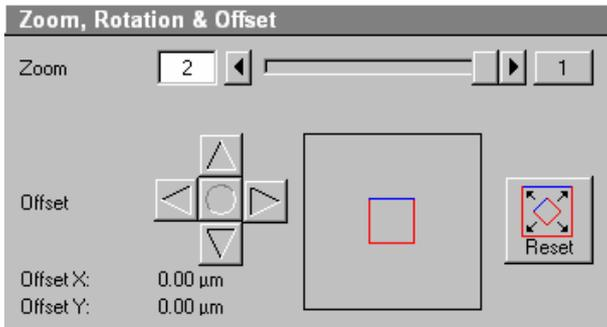 Zoom, Rotation & Offset
Zoom 2 1
Offset
Reset
Offset X: 0.00 µm
Offset Y: 0.00 µm